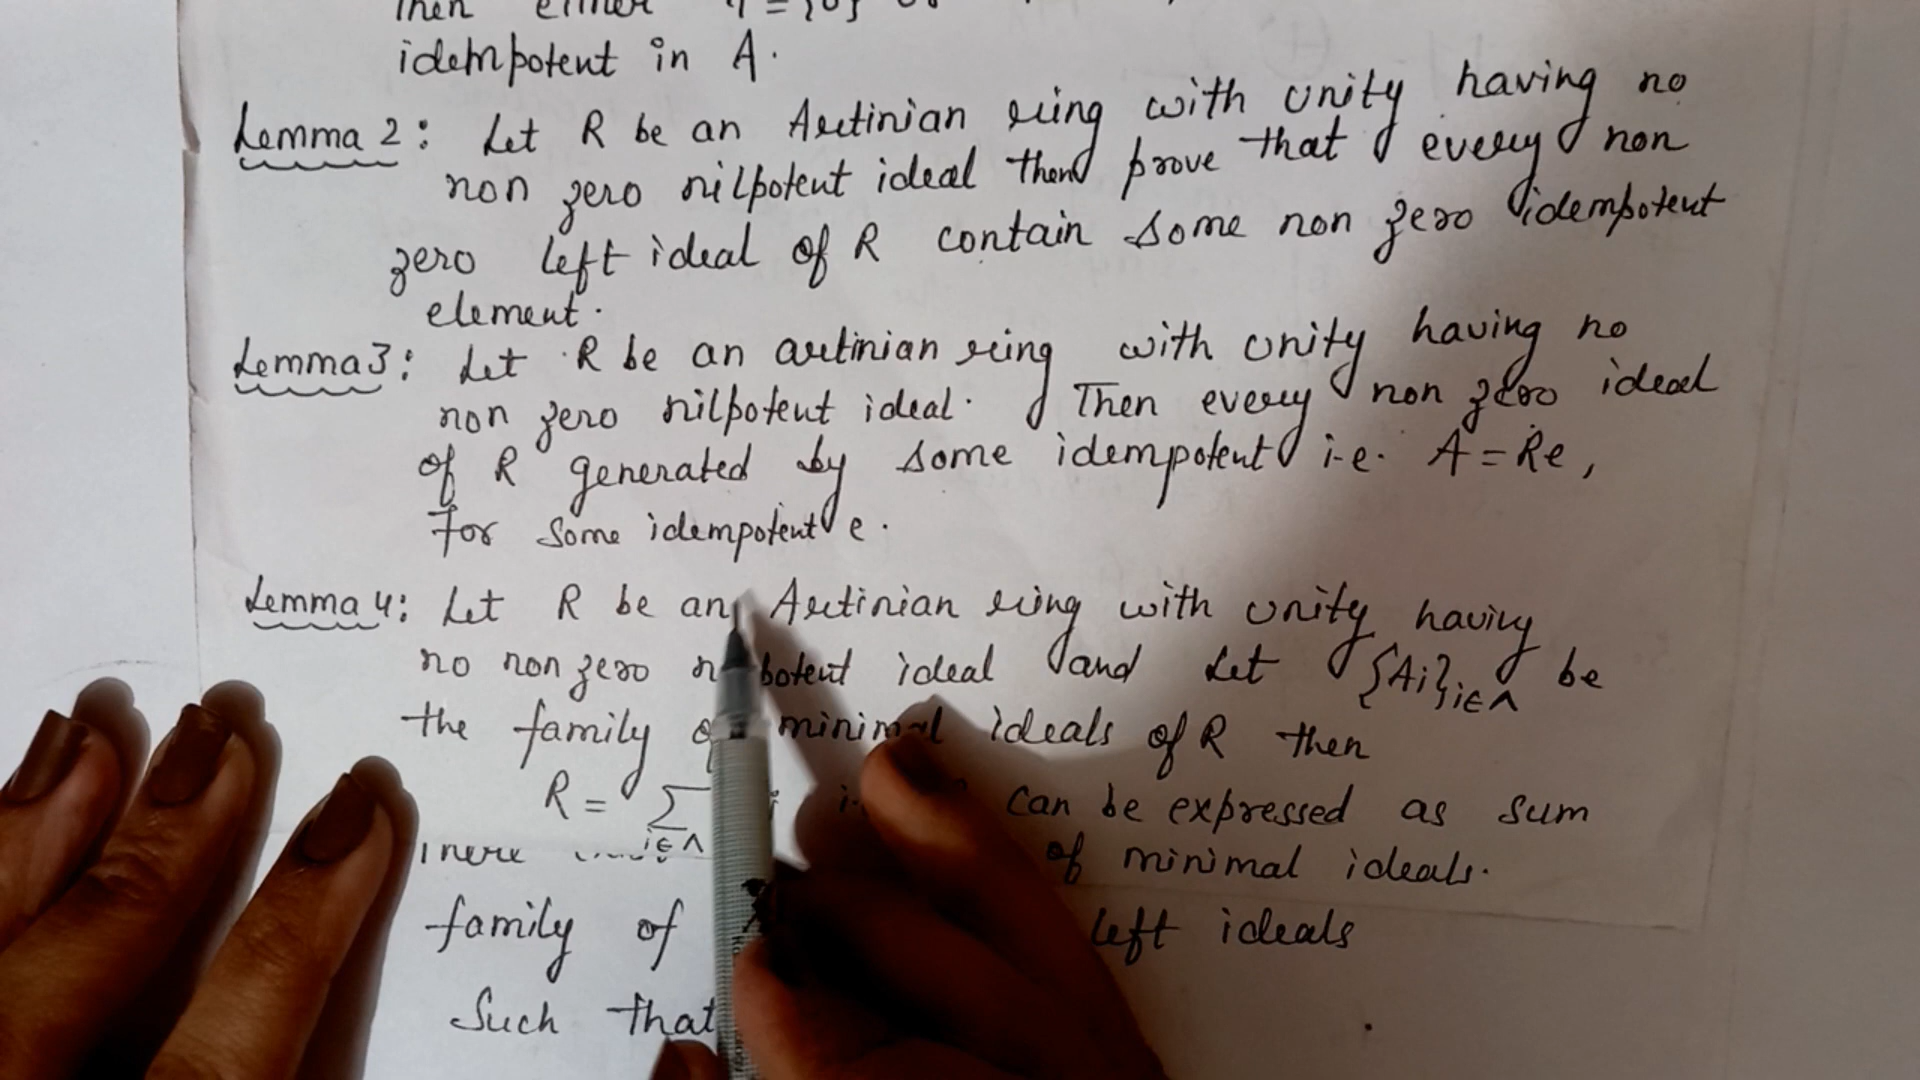 Then either
idempotent in A.
Lemma 2: Let R be an Artinian ring with unity having no
non zero nilpotent ideal then prove that every non
zero left ideal of R contain some non zero idempotent
element.
Lemma 3: Let R be an artinian ring with unity having no
non zero nilpotent ideal. Then every non zero ideal
of R generated by some idempotent i.e. A = Re,
For some idempotent e.
Lemma 4: Let R be an Artinian ring with unity having
no non zero ideal and Let {Ai}i∈Λ be
the family minimal ideals of R then
R = Σ i∈Λ can be expressed as sum
of minimal ideals.
family of left ideals
Such that